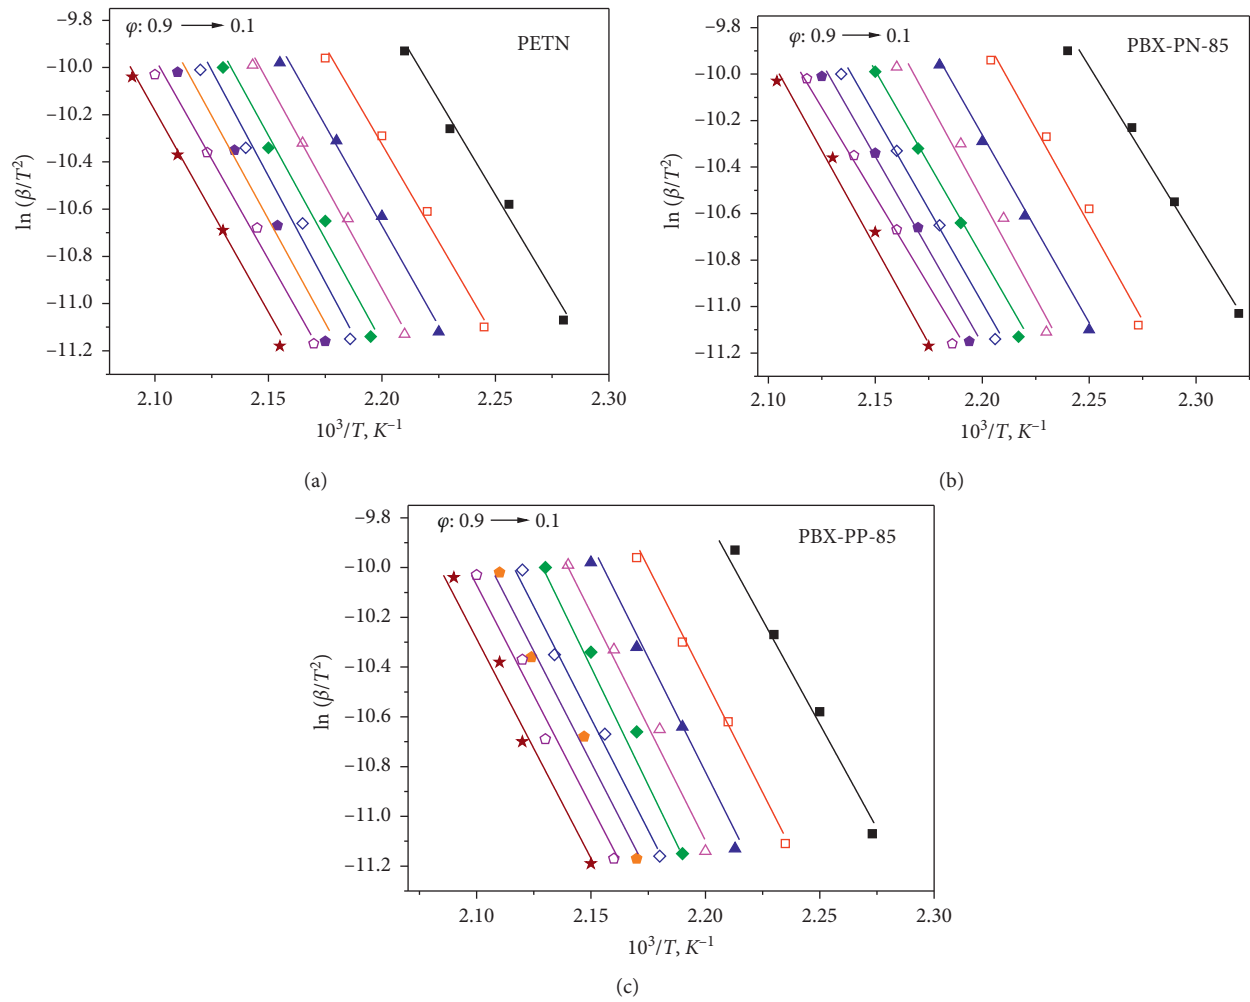 φ: 0.9 → 0.1
PETN
ln (β/T²)
−9.8
−10.0
−10.2
−10.4
−10.6
−10.8
−11.0
−11.2
2.10 2.15 2.20 2.25 2.30
10³/T, K⁻¹
(a)
φ: 0.9 → 0.1
PBX-PN-85
ln (β/T²)
−9.8
−10.0
−10.2
−10.4
−10.6
−10.8
−11.0
−11.2
2.10 2.15 2.20 2.25 2.30
10³/T, K⁻¹
(b)
φ: 0.9 → 0.1
PBX-PP-85
ln (β/T²)
−9.8
−10.0
−10.2
−10.4
−10.6
−10.8
−11.0
−11.2
2.10 2.15 2.20 2.25 2.30
10³/T, K⁻¹
(c)